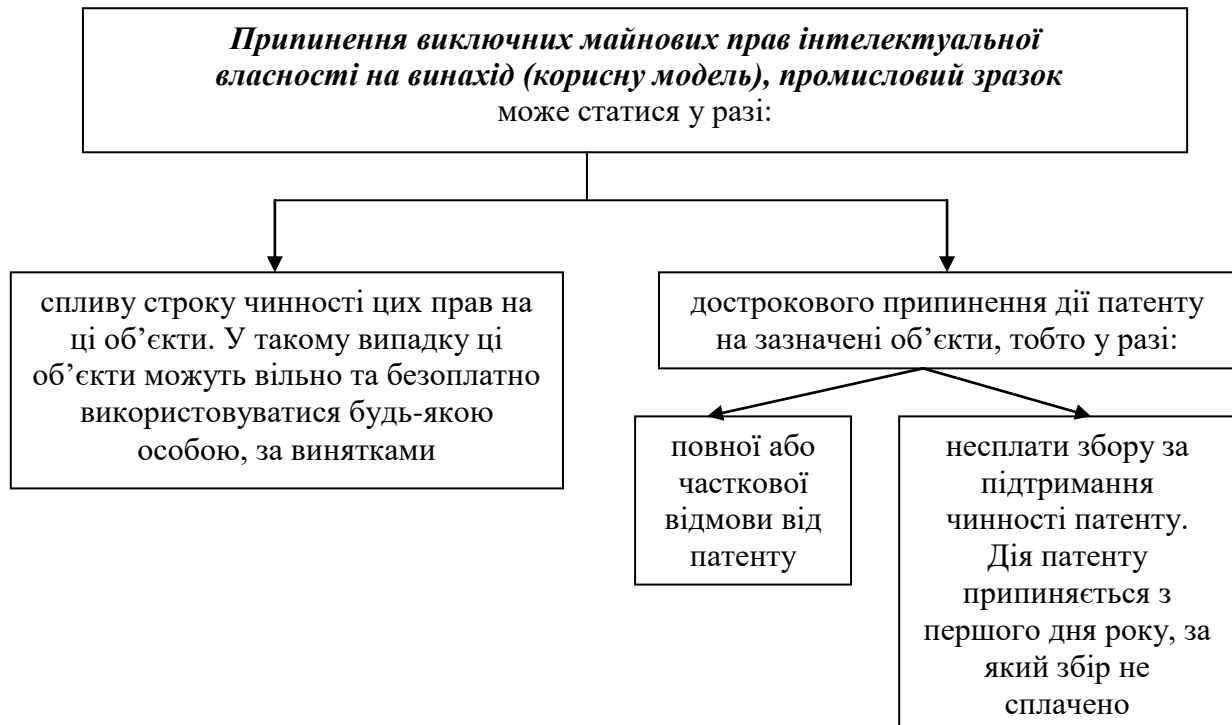 Припинення виключних майнових прав інтелектуальної
власності на винахід (корисну модель), промисловий зразок
може статися у разі:
спливу строку чинності цих прав на
ці об’єкти. У такому випадку ці
об’єкти можуть вільно та безоплатно
використовуватися будь-якою
особою, за винятками
дострокового припинення дії патенту
на зазначені об’єкти, тобто у разі:
повної або
часткової
відмови від
патенту
несплати збору за
підтримання
чинності патенту.
Дія патенту
припиняється з
першого дня року, за
який збір не
сплачено